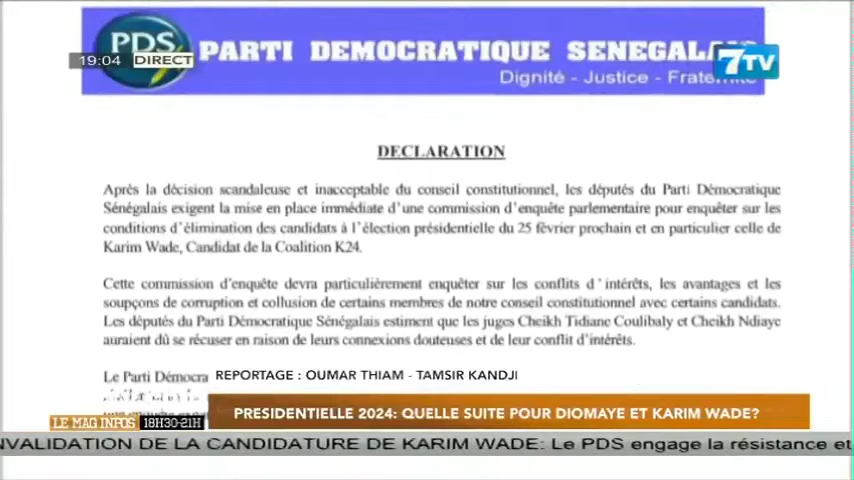 PDS
PARTI DEMOCRATIQUE SENEGALAIS
Dignité - Justice - Fraternité
19:04 DIRECT
7TV
DECLARATION
Après la décision scandaleuse et inacceptable du conseil constitutionnel, les députés du Parti Démocratique
Sénégalais exigent la mise en place immédiate d'une commission d'enquête parlementaire pour enquêter sur les
conditions d'élimination des candidats à l'élection présidentielle du 25 février prochain et en particulier celle de
Karim Wade, Candidat de la Coalition K24.
Cette commission d'enquête devra particulièrement enquêter sur les conflits d'intérêts, les avantages et les
soupçons de corruption et collusion de certains membres de notre conseil constitutionnel avec certains candidats.
Les députés du Parti Démocratique Sénégalais estiment que les juges Cheikh Tidiane Coulibaly et Cheikh Ndiaye
auraient dû se récuser en raison de leurs connexions douteuses et de leur conflit d'intérêts.
Le Parti Démocra
REPORTAGE : OUMAR THIAM - TAMSIR KANDJI
PRESIDENTIELLE 2024: QUELLE SUITE POUR DIOMAYE ET KARIM WADE?
LE MAG INFOS 18H30-21H
NVALIDATION DE LA CANDIDATURE DE KARIM WADE: Le PDS engage la résistance et